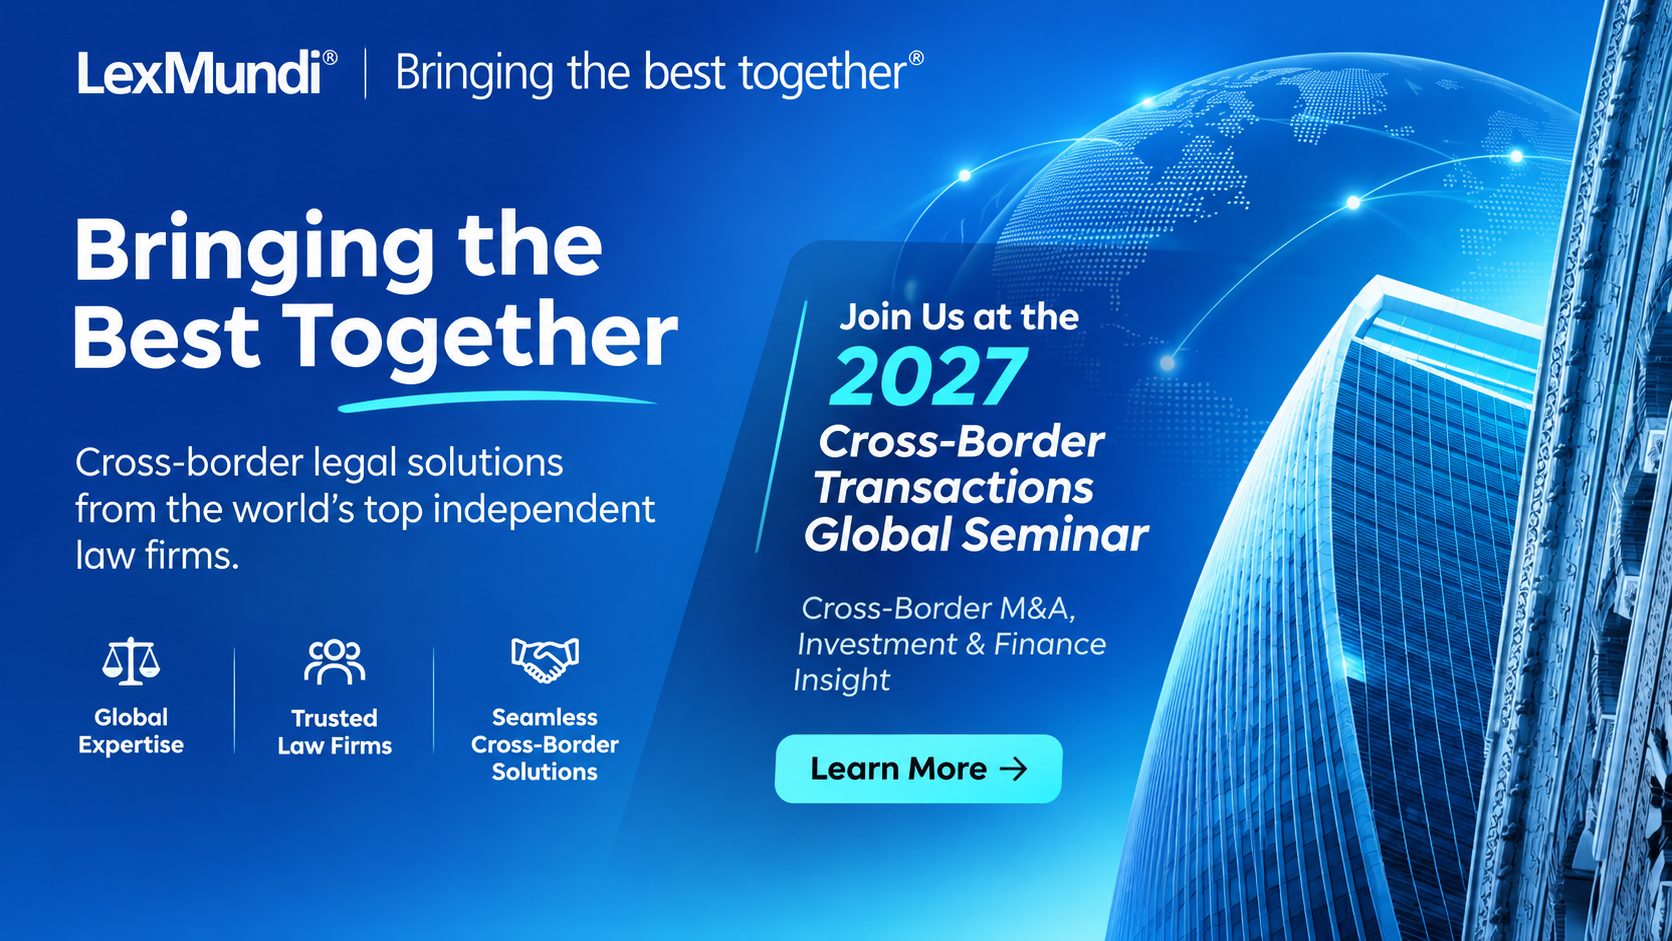 LexMundi® | Bringing the best together®
Bringing the
Best Together
Cross-border legal solutions
from the world's top independent
law firms.
Global
Expertise
Trusted
Law Firms
Seamless
Cross-Border
Solutions
Join Us at the
2027
Cross-Border
Transactions
Global Seminar
Cross-Border M&A,
Investment & Finance
Insight
Learn More →